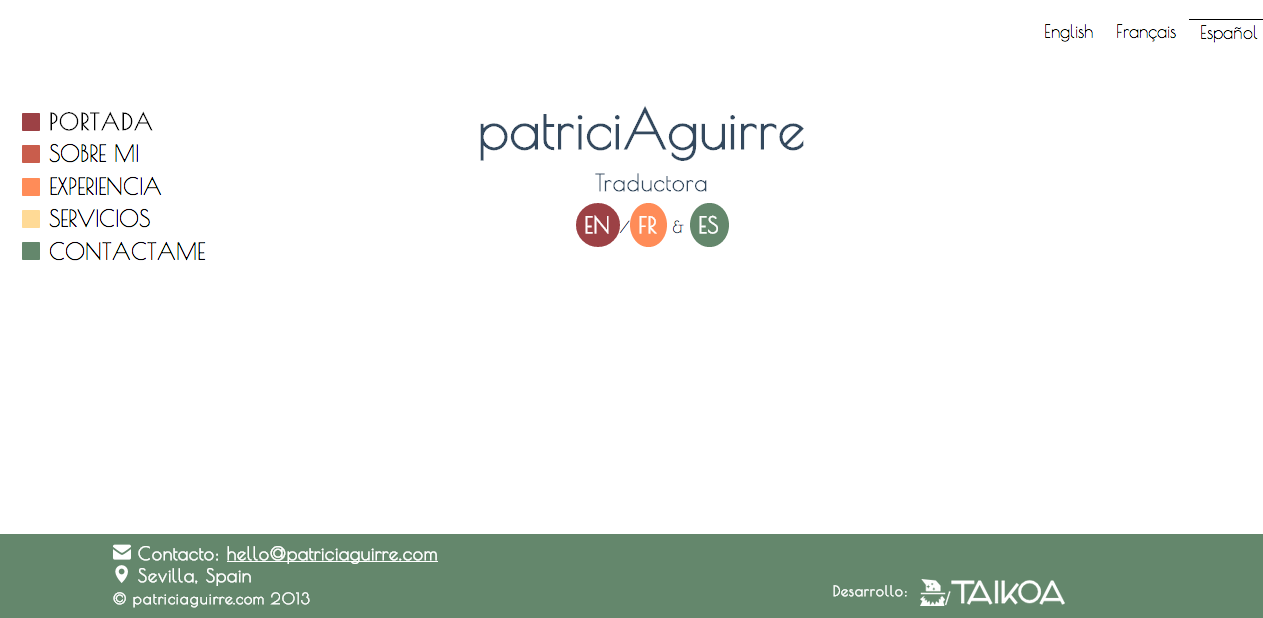 English Français Español
PORTADA
SOBRE MI
EXPERIENCIA
SERVICIOS
CONTACTAME
patriciAguirre
Traductora
EN/FR & ES
Contacto: hello@patriciaguirre.com
Sevilla, Spain
© patriciaguirre.com 2013
Desarrollo: /TAIKOA